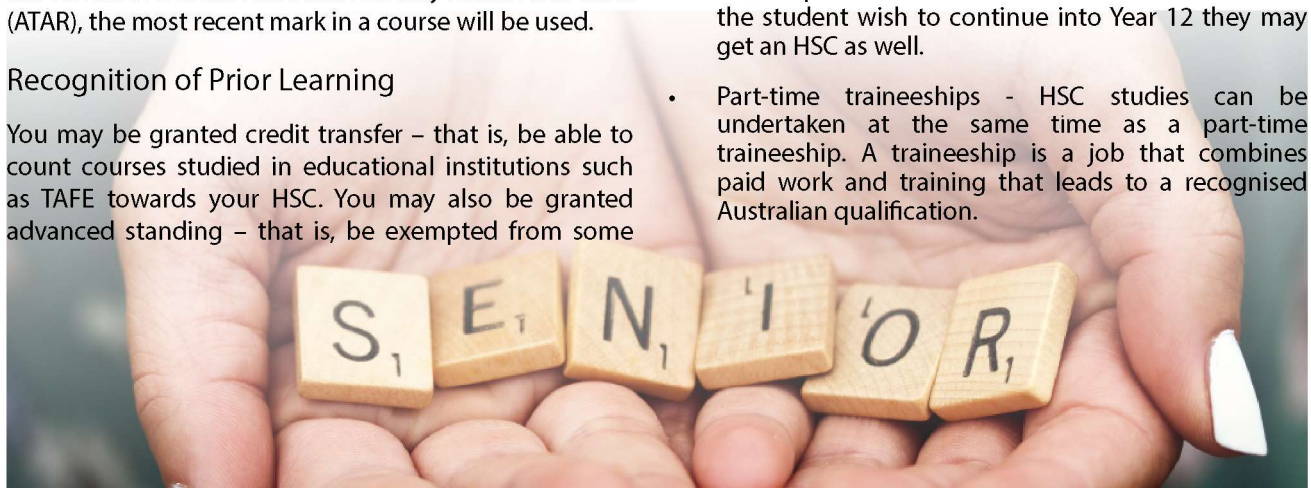 (ATAR), the most recent mark in a course will be used.
Recognition of Prior Learning
You may be granted credit transfer – that is, be able to
count courses studied in educational institutions such
as TAFE towards your HSC. You may also be granted
advanced standing – that is, be exempted from some
the student wish to continue into Year 12 they may
get an HSC as well.
• Part-time traineeships - HSC studies can be
undertaken at the same time as a part-time
traineeship. A traineeship is a job that combines
paid work and training that leads to a recognised
Australian qualification.
S1 E1 N1 I1 O1 R1